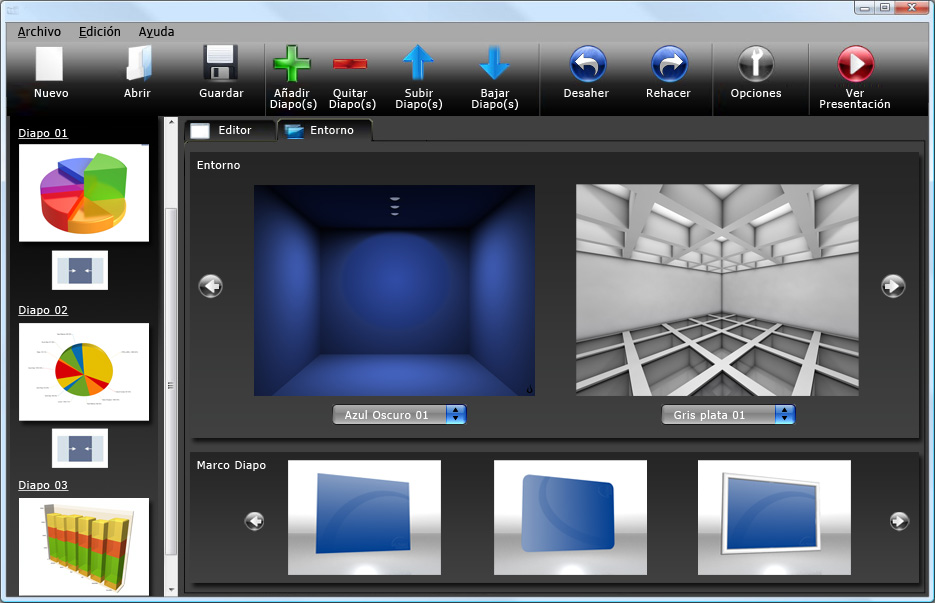 Archivo Edición Ayuda
Nuevo
Abrir
Guardar
Añadir
Diapo(s)
Quitar
Diapo(s)
Subir
Diapo(s)
Bajar
Diapo(s)
Desaher
Rehacer
Opciones
Ver
Presentación
Diapo 01
Diapo 02
Diapo 03
Editor
Entorno
Entorno
Azul Oscuro 01
Gris plata 01
Marco Diapo